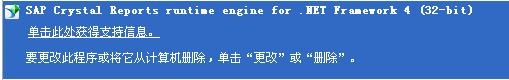 SAP Crystal Reports runtime engine for .NET Framework 4 (32-bit)
单击此处获得支持信息。
要更改此程序或将它从计算机删除，单击“更改”或“删除”。